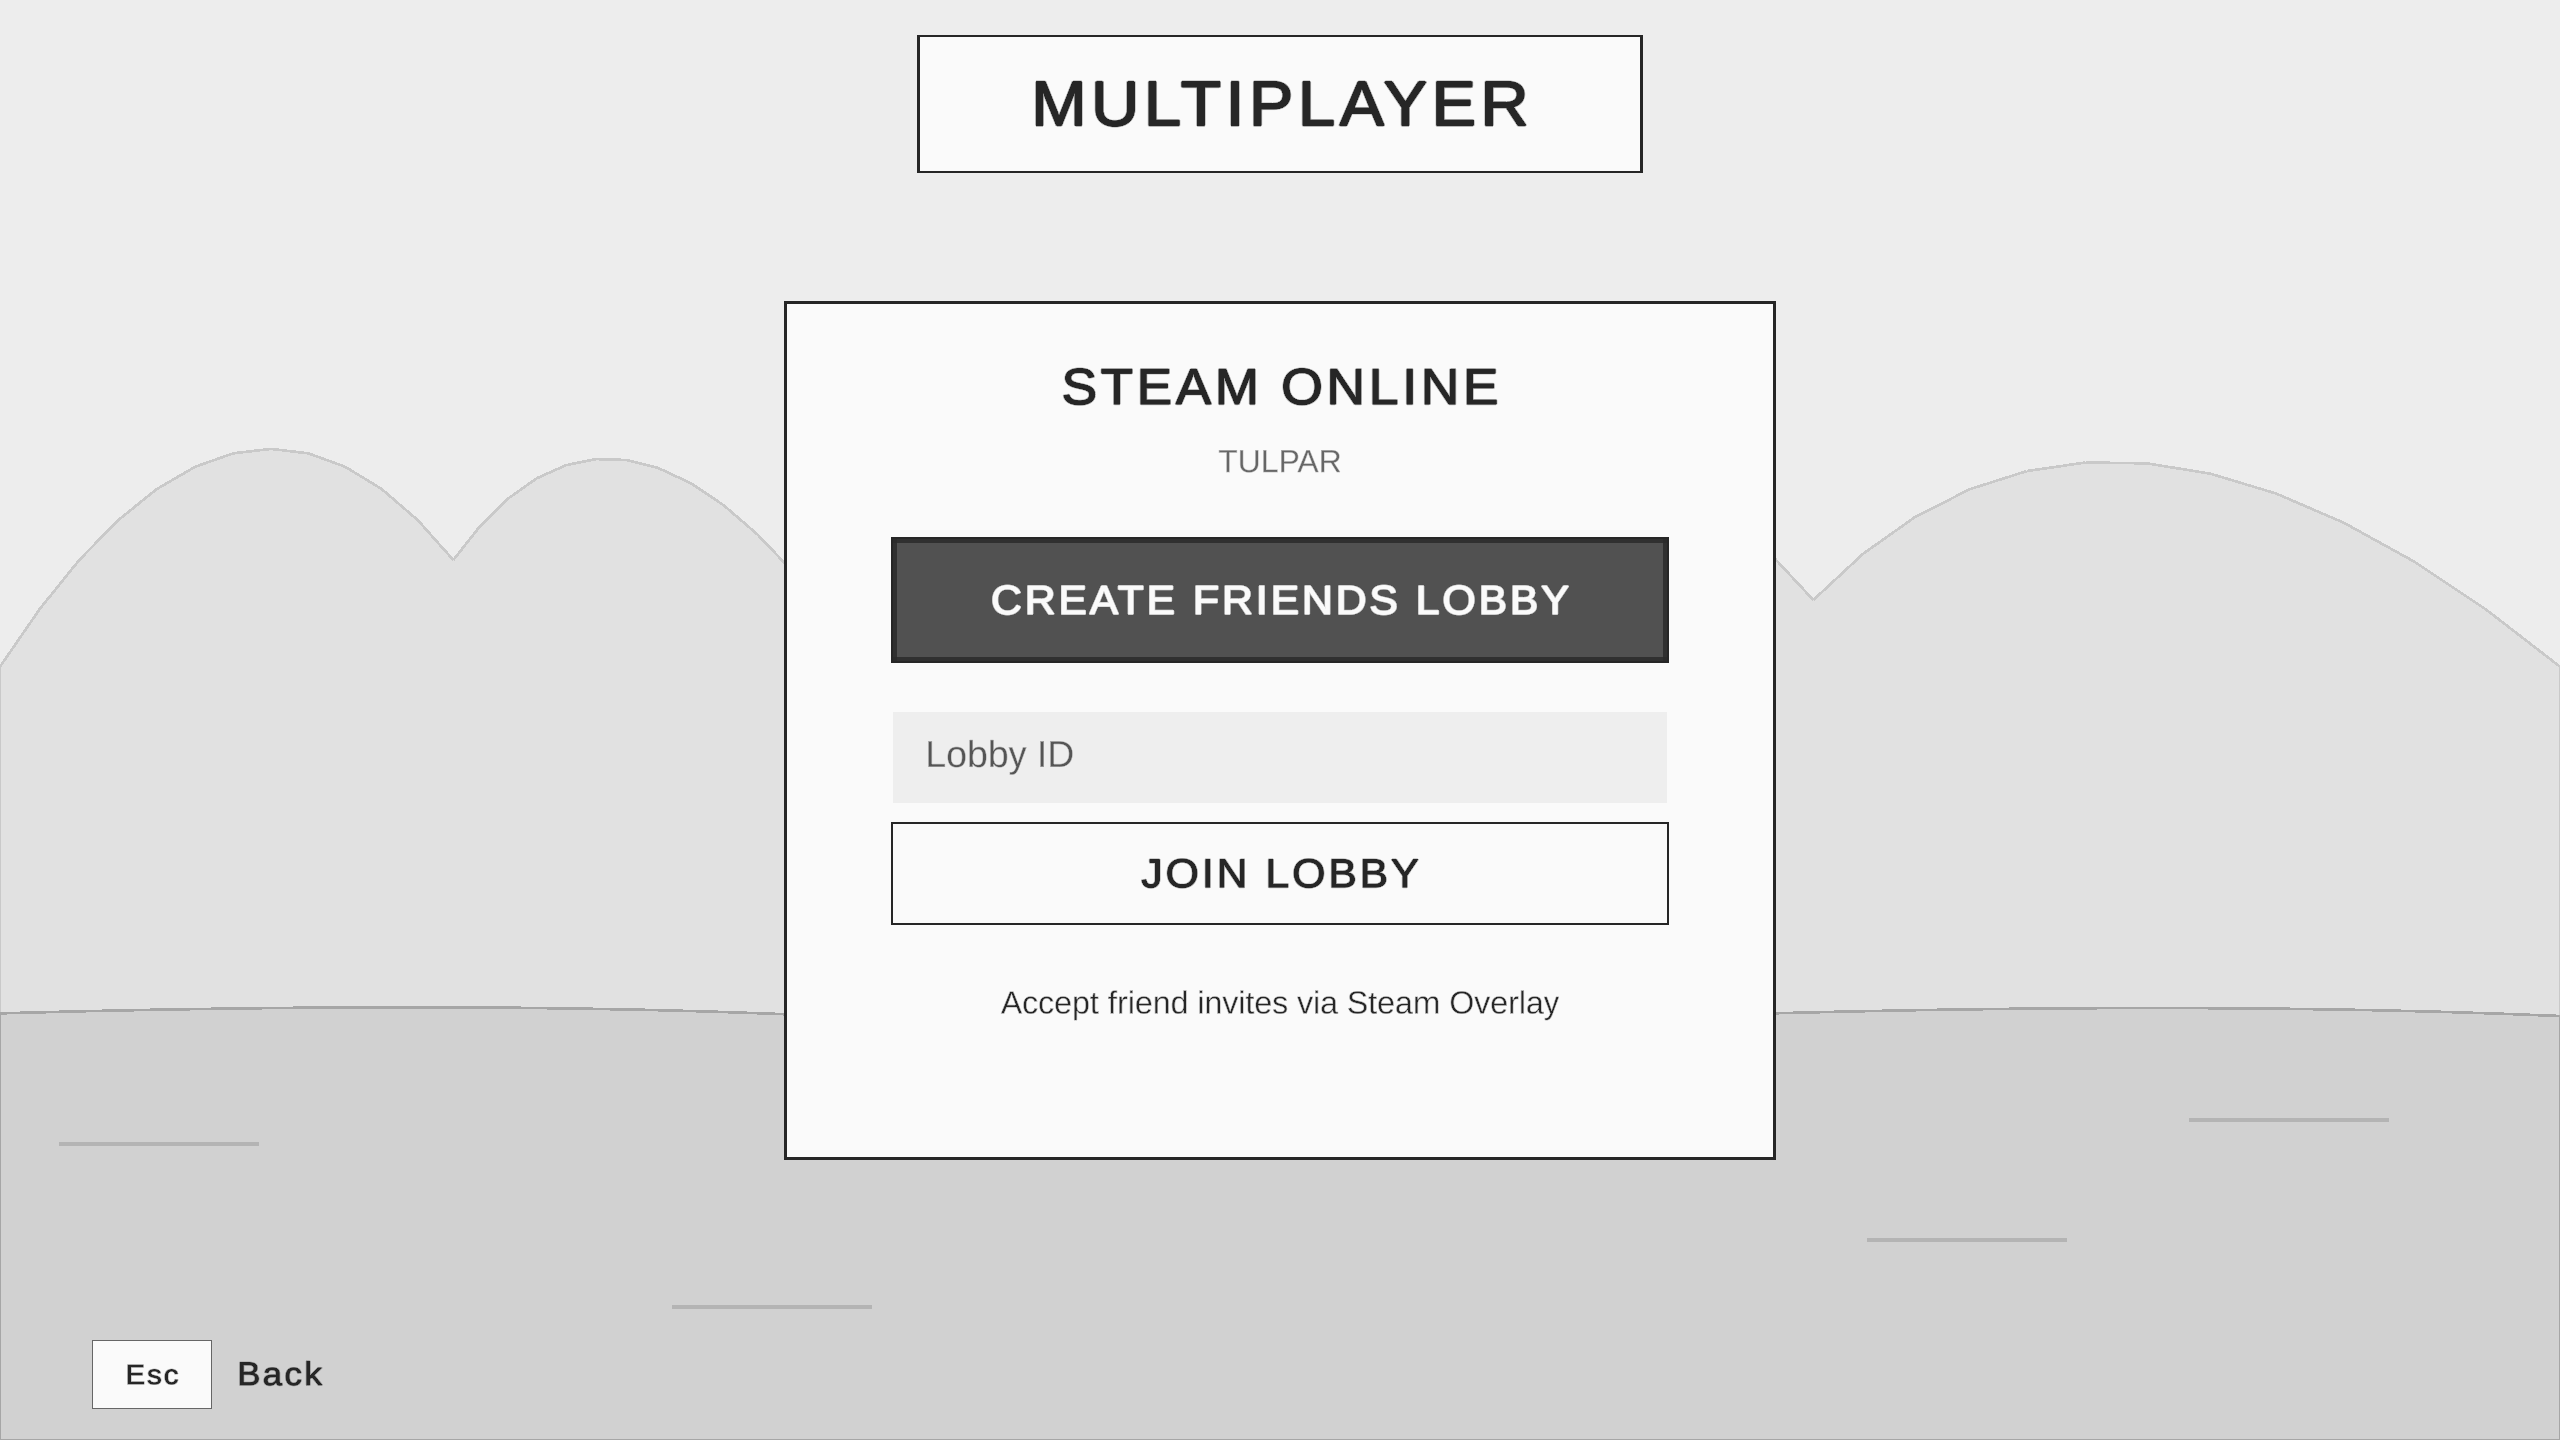 MULTIPLAYER
STEAM ONLINE
TULPAR
CREATE FRIENDS LOBBY
Lobby ID
JOIN LOBBY
Accept friend invites via Steam Overlay
Esc Back